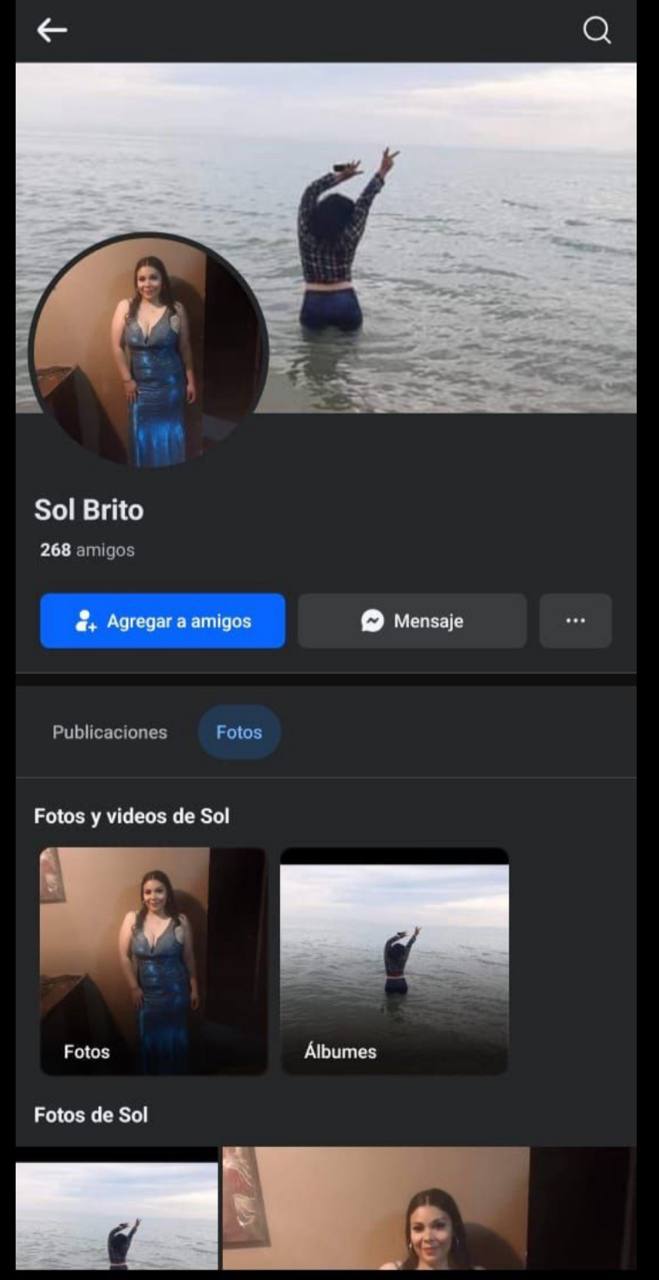 Sol Brito
268 amigos
Agregar a amigos
Mensaje
Publicaciones
Fotos
Fotos y videos de Sol
Fotos
Álbumes
Fotos de Sol